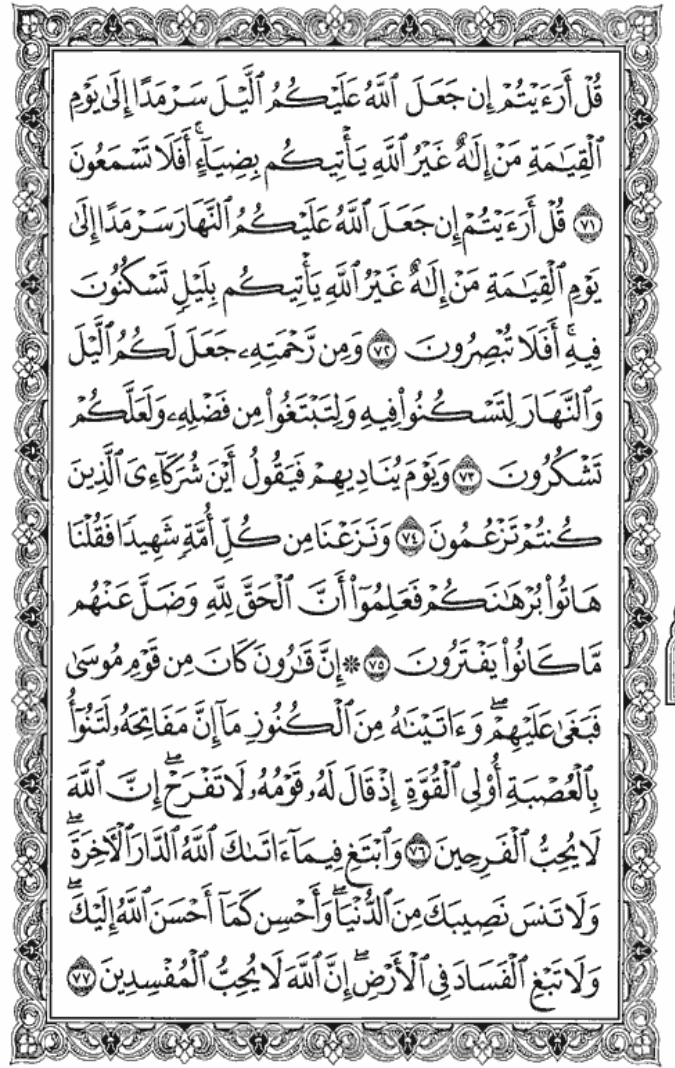 قُلْ أَرَءَيْتُمْ إِن جَعَلَ ٱللَّهُ عَلَيْكُمُ ٱلَّيْلَ سَرْمَدًا إِلَىٰ يَوْمِ
ٱلْقِيَٰمَةِ مَنْ إِلَٰهٌ غَيْرُ ٱللَّهِ يَأْتِيكُم بِضِيَآءٍ ۚ أَفَلَا تَسْمَعُونَ
۝٧١ قُلْ أَرَءَيْتُمْ إِن جَعَلَ ٱللَّهُ عَلَيْكُمُ ٱلنَّهَارَ سَرْمَدًا إِلَىٰ
يَوْمِ ٱلْقِيَٰمَةِ مَنْ إِلَٰهٌ غَيْرُ ٱللَّهِ يَأْتِيكُم بِلَيْلٍ تَسْكُنُونَ
فِيهِ ۚ أَفَلَا تُبْصِرُونَ ۝٧٢ وَمِن رَّحْمَتِهِۦ جَعَلَ لَكُمُ ٱلَّيْلَ
وَٱلنَّهَارَ لِتَسْكُنُوا۟ فِيهِ وَلِتَبْتَغُوا۟ مِن فَضْلِهِۦ وَلَعَلَّكُمْ
تَشْكُرُونَ ۝٧٣ وَيَوْمَ يُنَادِيهِمْ فَيَقُولُ أَيْنَ شُرَكَآءِىَ ٱلَّذِينَ
كُنتُمْ تَزْعُمُونَ ۝٧٤ وَنَزَعْنَا مِن كُلِّ أُمَّةٍ شَهِيدًا فَقُلْنَا
هَاتُوا۟ بُرْهَٰنَكُمْ فَعَلِمُوٓا۟ أَنَّ ٱلْحَقَّ لِلَّهِ وَضَلَّ عَنْهُم
مَّا كَانُوا۟ يَفْتَرُونَ ۝٧٥ ۞ إِنَّ قَٰرُونَ كَانَ مِن قَوْمِ مُوسَىٰ
فَبَغَىٰ عَلَيْهِمْ ۖ وَءَاتَيْنَٰهُ مِنَ ٱلْكُنُوزِ مَآ إِنَّ مَفَاتِحَهُۥ لَتَنُوٓأُ
بِٱلْعُصْبَةِ أُو۟لِى ٱلْقُوَّةِ إِذْ قَالَ لَهُۥ قَوْمُهُۥ لَا تَفْرَحْ ۖ إِنَّ ٱللَّهَ
لَا يُحِبُّ ٱلْفَرِحِينَ ۝٧٦ وَٱبْتَغِ فِيمَآ ءَاتَىٰكَ ٱللَّهُ ٱلدَّارَ ٱلْءَاخِرَةَ ۖ
وَلَا تَنسَ نَصِيبَكَ مِنَ ٱلدُّنْيَا ۖ وَأَحْسِن كَمَآ أَحْسَنَ ٱللَّهُ إِلَيْكَ ۖ
وَلَا تَبْغِ ٱلْفَسَادَ فِى ٱلْأَرْضِ ۖ إِنَّ ٱللَّهَ لَا يُحِبُّ ٱلْمُفْسِدِينَ ۝٧٧